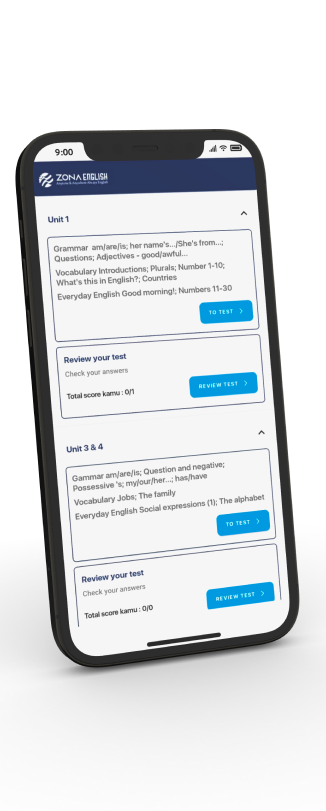 9:00
ZONA ENGLISH
Unit 1
Grammar am/are/is; her name's.../She's from...;
Questions; Adjectives - good/awful...
Vocabulary Introductions; Plurals; Number 1-10;
What's this in English?; Countries
Everyday English Good morning!; Numbers 11-30
TO TEST
Review your test
Check your answers
Total score kamu : 0/1
REVIEW TEST
Unit 3 & 4
Gammar am/are/is; Question and negative;
Possessive 's; my/our/her...; has/have
Vocabulary Jobs; The family
Everyday English Social expressions (1); The alphabet
TO TEST
Review your test
Check your answers
Total score kamu : 0/0
REVIEW TEST